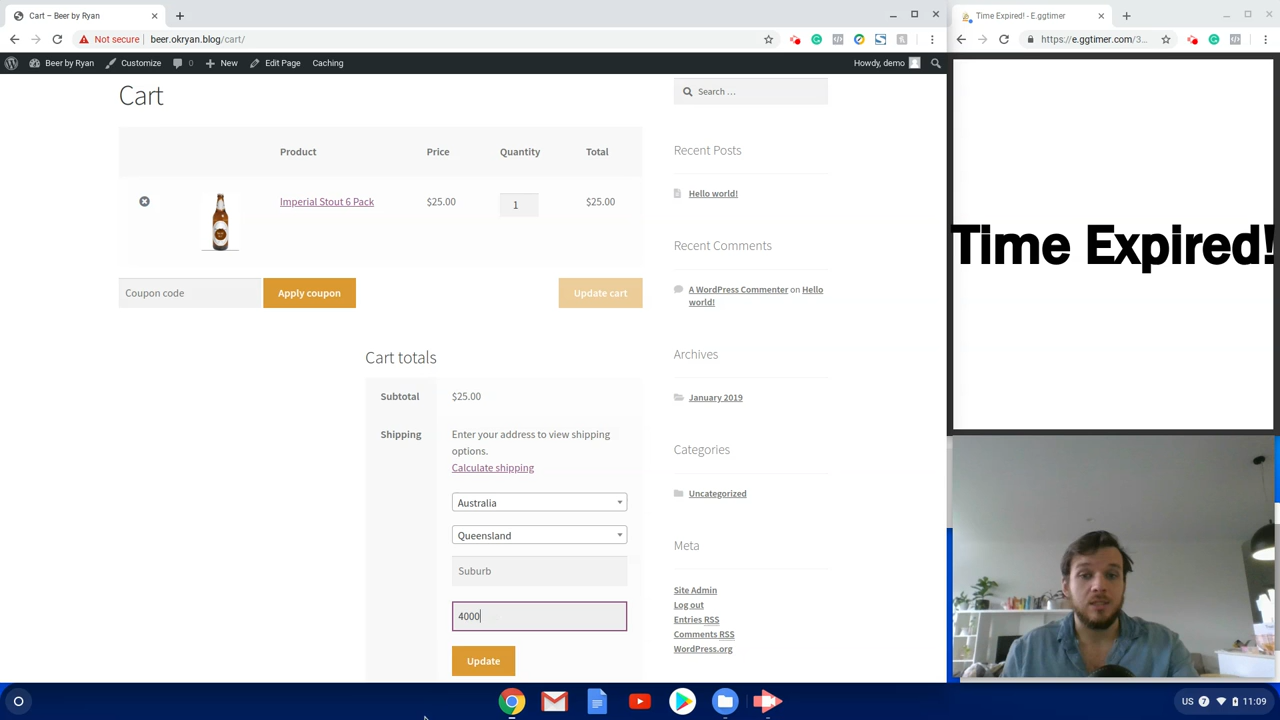 Cart – Beer by Ryan
Time Expired! - E.ggtimer
Not secure
beer.okryan.blog/cart/
https://e.ggtimer.com/3...
Beer by Ryan
Customize
0
New
Edit Page
Caching
Howdy, demo
Cart
Product Price Quantity Total
Imperial Stout 6 Pack $25.00 1 $25.00
Coupon code
Apply coupon
Update cart
Cart totals
Subtotal $25.00
Shipping Enter your address to view shipping
options.
Calculate shipping
Australia
Queensland
Suburb
4000
Update
Search …
Recent Posts
Hello world!
Recent Comments
A WordPress Commenter on Hello
world!
Archives
January 2019
Categories
Uncategorized
Meta
Site Admin
Log out
Entries RSS
Comments RSS
WordPress.org
Time Expired!
US 7 11:09